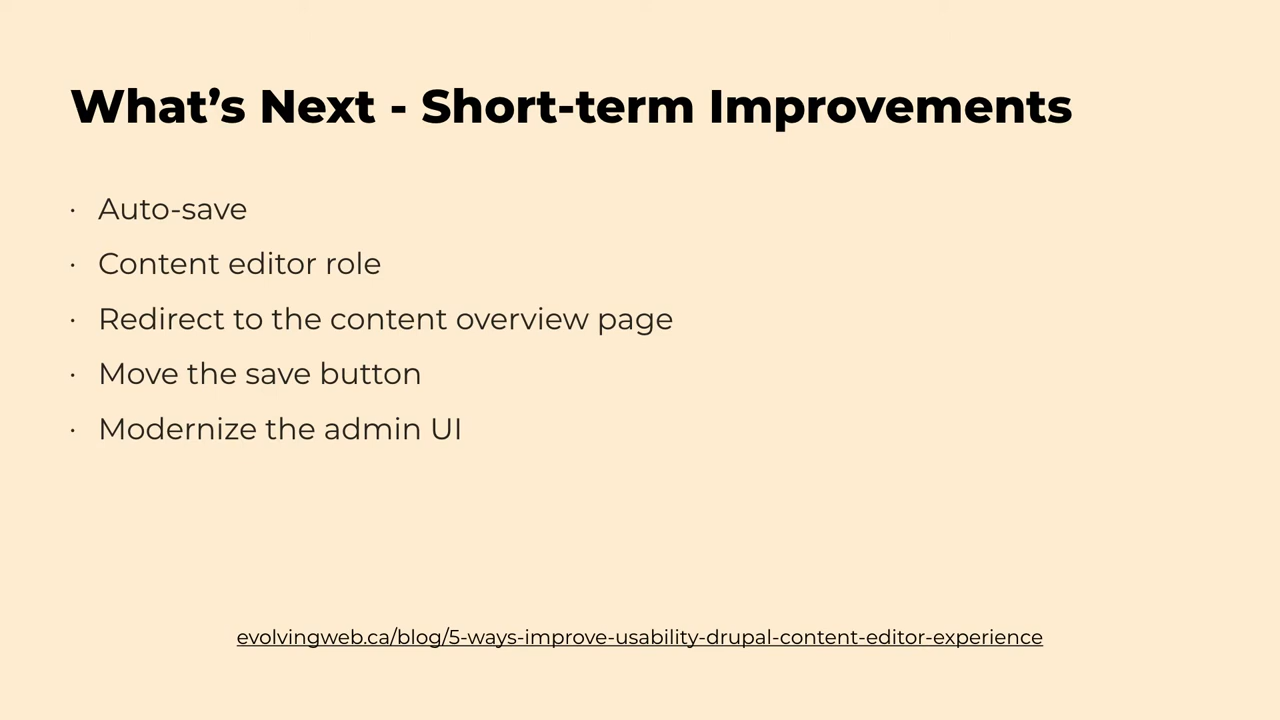 What’s Next - Short-term Improvements
· Auto-save
· Content editor role
· Redirect to the content overview page
· Move the save button
· Modernize the admin UI
evolvingweb.ca/blog/5-ways-improve-usability-drupal-content-editor-experience